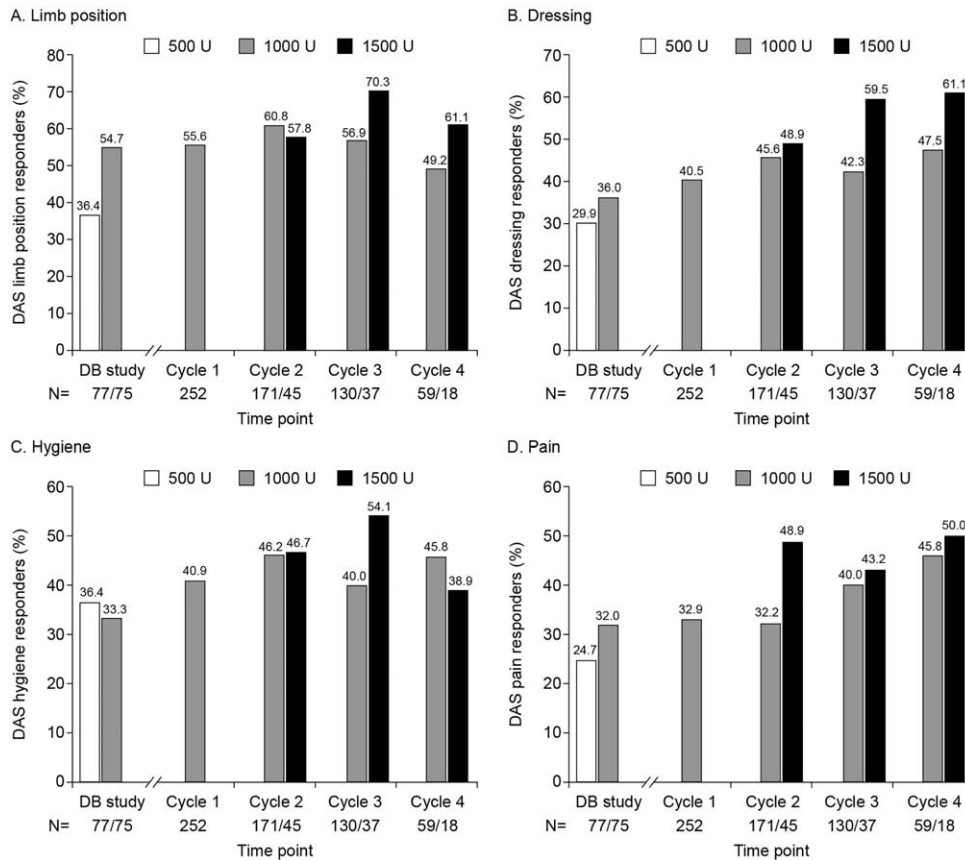 A. Limb position
500 U 1000 U 1500 U
DAS limb position responders (%)
80
70
60
50
40
30
20
10
0
36.4 54.7 55.6 60.8 57.8 56.9 70.3 49.2 61.1
DB study Cycle 1 Cycle 2 Cycle 3 Cycle 4
N= 77/75 252 171/45 130/37 59/18
Time point
B. Dressing
500 U 1000 U 1500 U
DAS dressing responders (%)
70
60
50
40
30
20
10
0
29.9 36.0 40.5 45.6 48.9 42.3 59.5 47.5 61.1
DB study Cycle 1 Cycle 2 Cycle 3 Cycle 4
N= 77/75 252 171/45 130/37 59/18
Time point
C. Hygiene
500 U 1000 U 1500 U
DAS hygiene responders (%)
60
50
40
30
20
10
0
36.4 33.3 40.9 46.2 46.7 40.0 54.1 45.8 38.9
DB study Cycle 1 Cycle 2 Cycle 3 Cycle 4
N= 77/75 252 171/45 130/37 59/18
Time point
D. Pain
500 U 1000 U 1500 U
DAS pain responders (%)
60
50
40
30
20
10
0
24.7 32.0 32.9 32.2 48.9 40.0 43.2 45.8 50.0
DB study Cycle 1 Cycle 2 Cycle 3 Cycle 4
N= 77/75 252 171/45 130/37 59/18
Time point